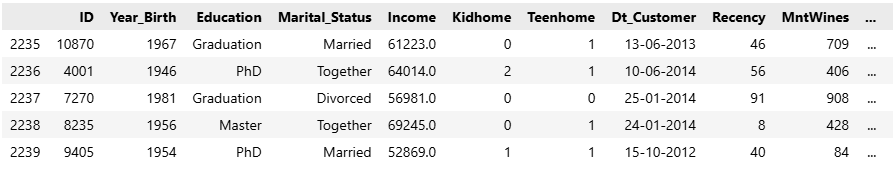 ID Year_Birth Education Marital_Status Income Kidhome Teenhome Dt_Customer Recency MntWines ...
2235 10870 1967 Graduation Married 61223.0 0 1 13-06-2013 46 709 ...
2236 4001 1946 PhD Together 64014.0 2 1 10-06-2014 56 406 ...
2237 7270 1981 Graduation Divorced 56981.0 0 0 25-01-2014 91 908 ...
2238 8235 1956 Master Together 69245.0 0 1 24-01-2014 8 428 ...
2239 9405 1954 PhD Married 52869.0 1 1 15-10-2012 40 84 ...